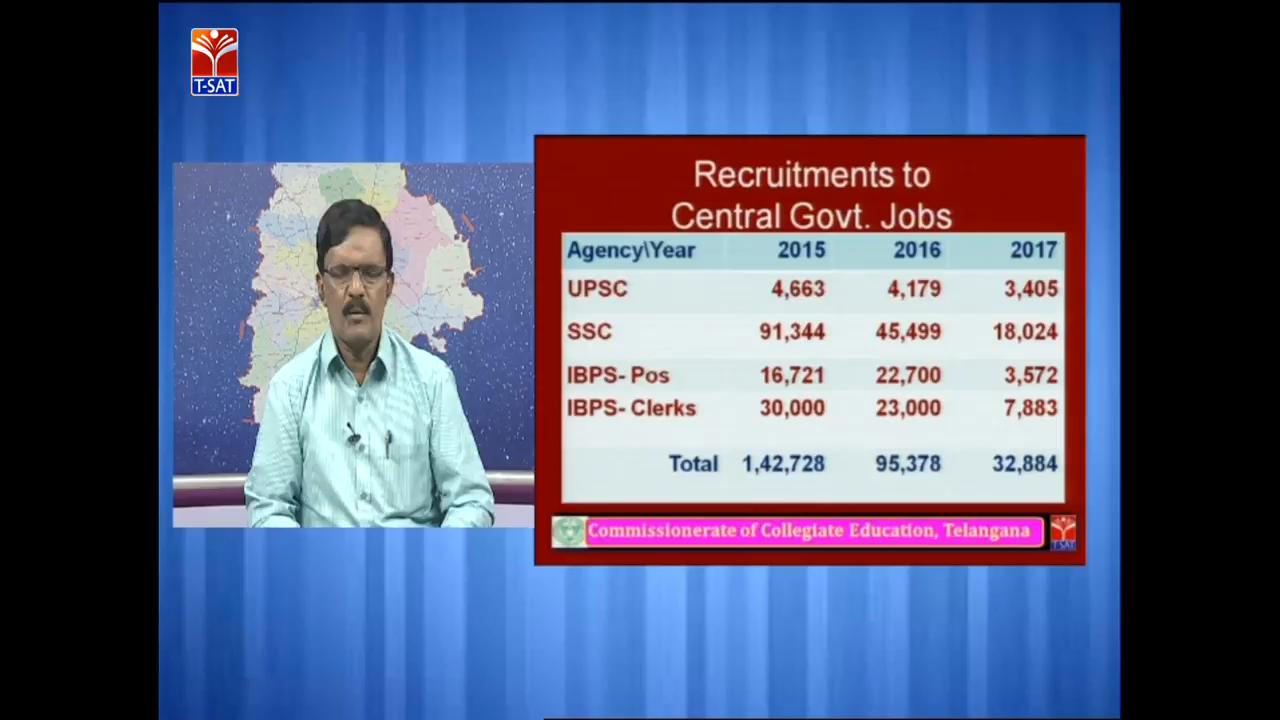 T-SAT
Recruitments to
Central Govt. Jobs
Agency\Year 2015 2016 2017
UPSC 4,663 4,179 3,405
SSC 91,344 45,499 18,024
IBPS- Pos 16,721 22,700 3,572
IBPS- Clerks 30,000 23,000 7,883
Total 1,42,728 95,378 32,884
Commissionerate of Collegiate Education, Telangana
T-SAT